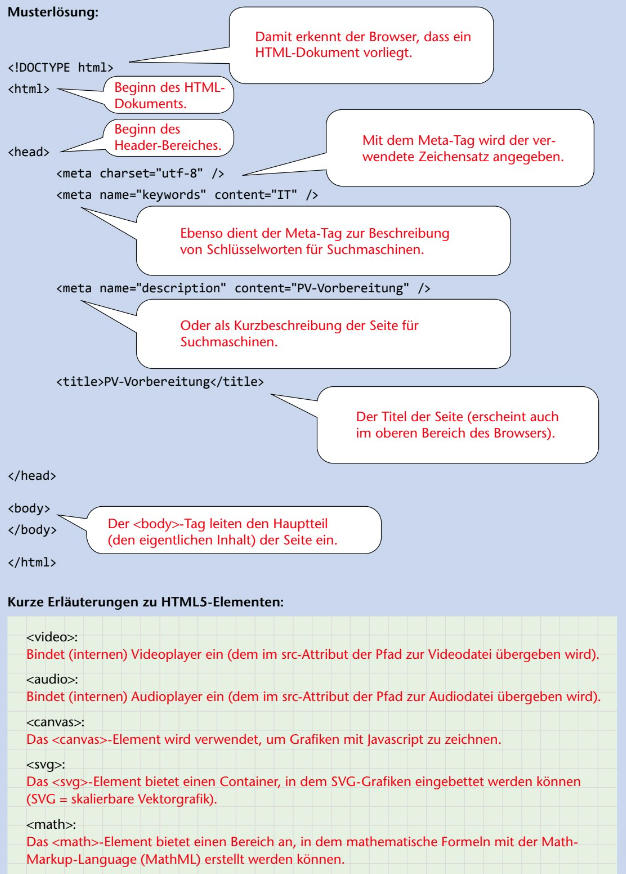 Musterlösung:
Damit erkennt der Browser, dass ein
HTML-Dokument vorliegt.
<!DOCTYPE html>
<html>
Beginn des HTML-
Dokuments.
Beginn des
Header-Bereiches.
<head>
Mit dem Meta-Tag wird der ver-
wendete Zeichensatz angegeben.
<meta charset="utf-8" />
<meta name="keywords" content="IT" />
Ebenso dient der Meta-Tag zur Beschreibung
von Schlüsselworten für Suchmaschinen.
<meta name="description" content="PV-Vorbereitung" />
Oder als Kurzbeschreibung der Seite für
Suchmaschinen.
<title>PV-Vorbereitung</title>
Der Titel der Seite (erscheint auch
im oberen Bereich des Browsers).
</head>
<body>
Der <body>-Tag leiten den Hauptteil
(den eigentlichen Inhalt) der Seite ein.
</body>
</html>
Kurze Erläuterungen zu HTML5-Elementen:
<video>:
Bindet (internen) Videoplayer ein (dem im src-Attribut der Pfad zur Videodatei übergeben wird).
<audio>:
Bindet (internen) Audioplayer ein (dem im src-Attribut der Pfad zur Audiodatei übergeben wird).
<canvas>:
Das <canvas>-Element wird verwendet, um Grafiken mit Javascript zu zeichnen.
<svg>:
Das <svg>-Element bietet einen Container, in dem SVG-Grafiken eingebettet werden können
(SVG = skalierbare Vektorgrafik).
<math>:
Das <math>-Element bietet einen Bereich an, in dem mathematische Formeln mit der Math-
Markup-Language (MathML) erstellt werden können.